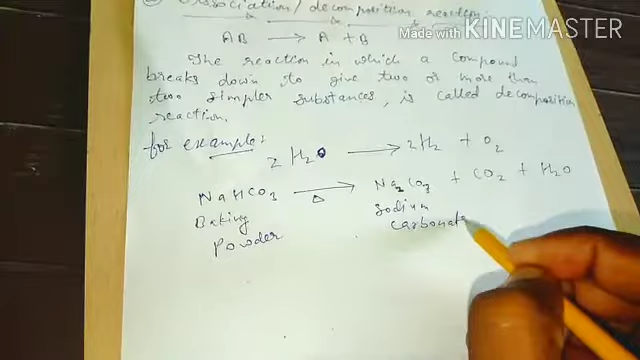 Made with KINEMASTER
Dissociation/decomposition reaction:
AB → A + B
The reaction in which a compound
breaks down to give two or more than
two simpler substances, is called decomposition
reaction.
for example:
2 H2O → 2H2 + O2
NaHCO3 → Na2CO3 + CO2 + H2O
Δ
Baking Powder
Sodium carbonate